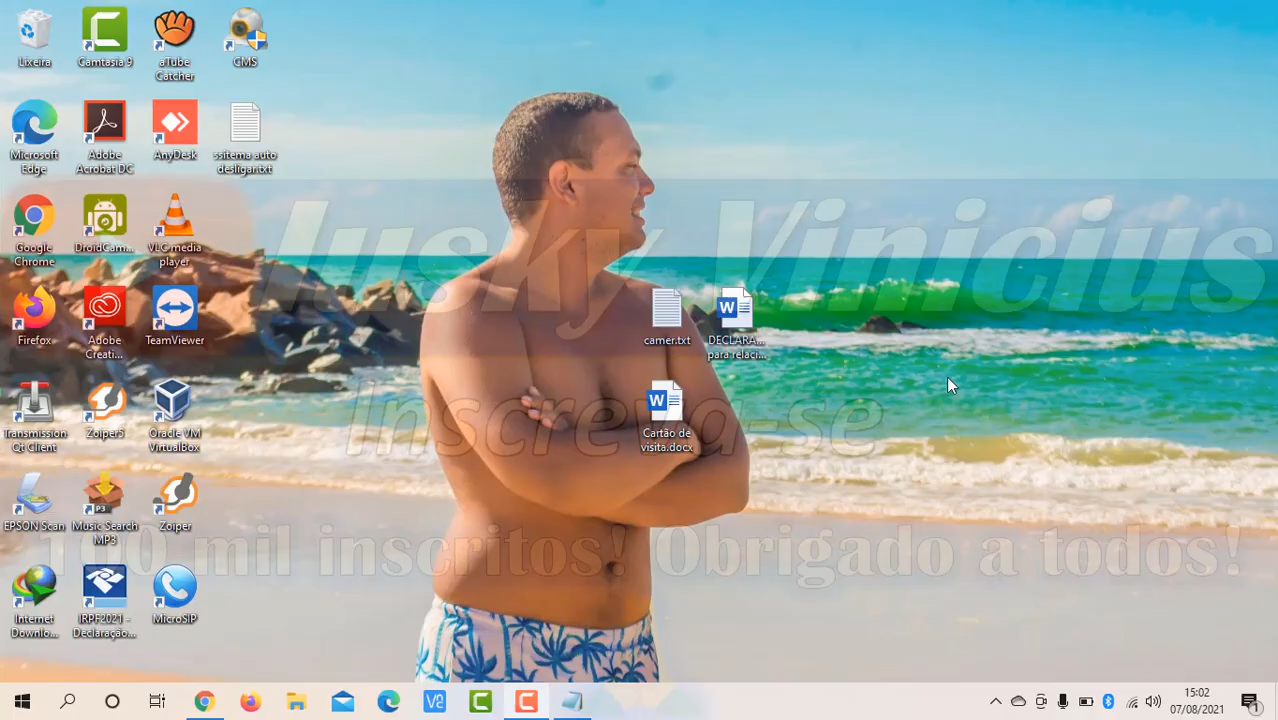 Lixeira
Camtasia 9
aTube
Catcher
CMS
Microsoft
Edge
Adobe
Acrobat DC
AnyDesk
ssitema auto
desligar.txt
Google
Chrome
DroidCam...
VLC media
player
lusky Vinicius
Firefox
Adobe
Creati...
TeamViewer
camer.txt
DECLARA...
para relaci...
Transmission
Qt Client
Zoiper5
Oracle VM
VirtualBox
Cartão de
visita.docx
Inscreva-se
EPSON Scan
Music Search
MP3
Zoiper
100 mil inscritos! Obrigado a todos!
Internet
Downlo...
IRPF2021 -
Declaração...
MicroSIP
5:02
07/08/2021